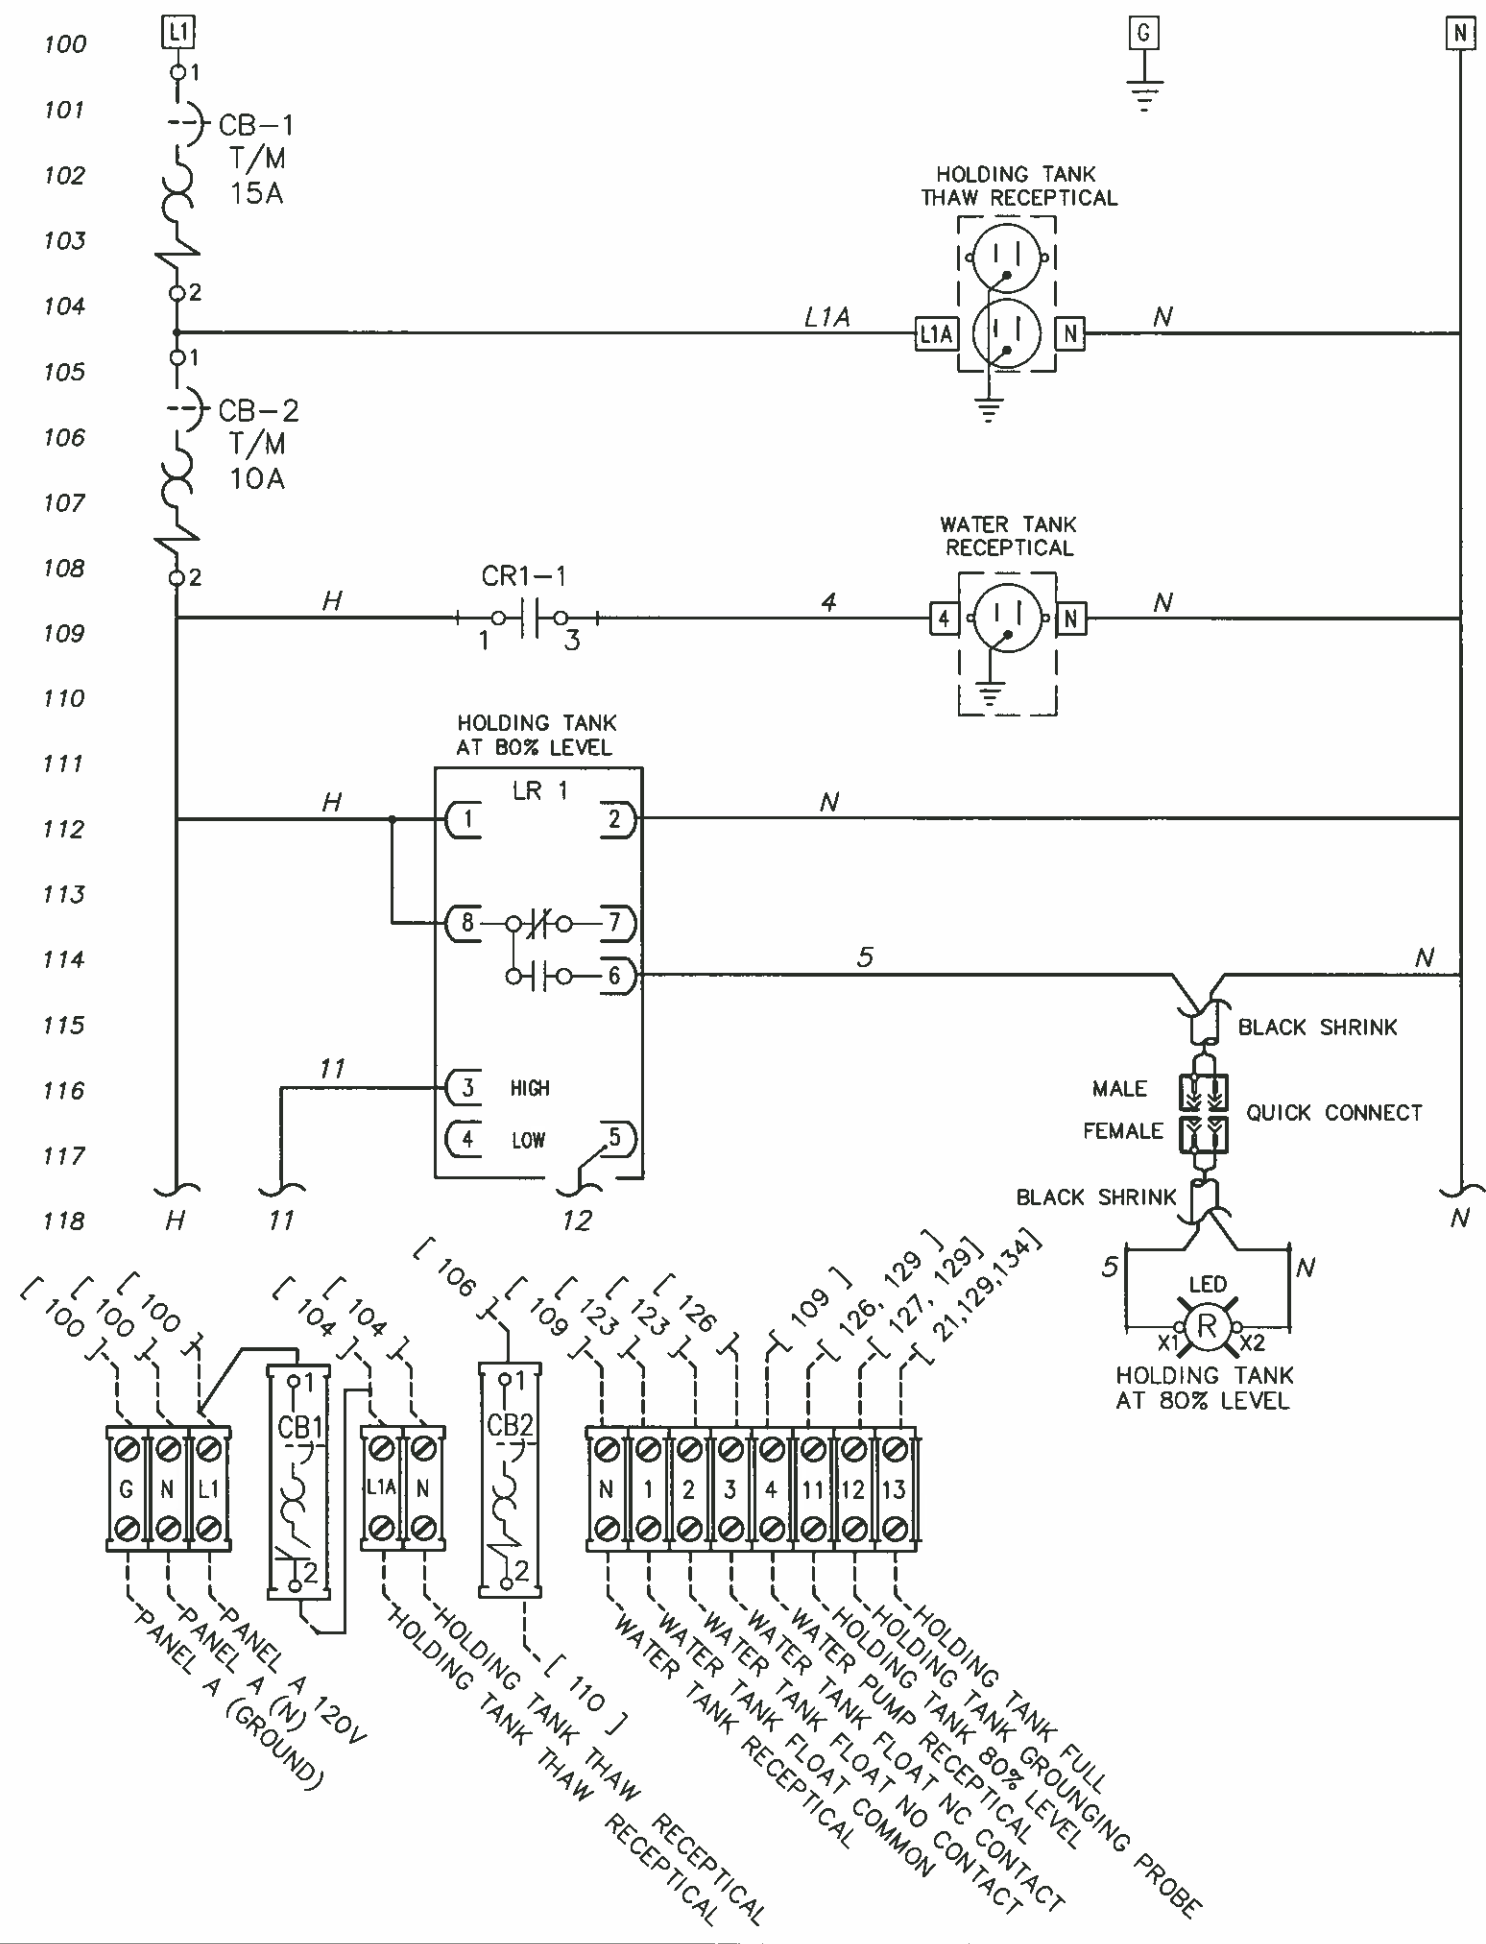 100 L1 G N
1
101
CB-1
T/M
15A
102
HOLDING TANK
THAW RECEPTICAL
103
2
104
L1A L1A N N
1
105
CB-2
T/M
10A
106
107
WATER TANK
RECEPTICAL
108
2
CR1-1
H 4 4 N N
1 3
109
110
HOLDING TANK
AT 80% LEVEL
111
LR 1
H 1 2 N
112
113
8 7
114
5 N
6
115
BLACK SHRINK
11
116
3 HIGH
MALE
QUICK CONNECT
FEMALE
4 LOW 5
117
BLACK SHRINK
118 H 11 12 N
5 N
LED
R
X1 X2
HOLDING TANK
AT 80% LEVEL
[ 100 ]
[ 100 ]
[ 100 ]
[ 104 ]
[ 104 ]
[ 106 ]
[ 109 ]
[ 123 ]
[ 123 ]
[ 126 ]
[ 109 ]
[ 126, 129 ]
[ 127, 129]
[ 21,129,134]
1 1
CB1 CB2
G N L1 L1A N N 1 2 3 4 11 12 13
2 2
[ 110 ]
PANEL A (GROUND)
PANEL A (N)
PANEL A 120V
HOLDING TANK THAW RECEPTICAL
HOLDING TANK THAW RECEPTICAL
WATER TANK RECEPTICAL
WATER TANK FLOAT COMMON
WATER TANK FLOAT NO CONTACT
WATER TANK FLOAT NC CONTACT
WATER PUMP RECEPTICAL
HOLDING TANK 80% LEVEL
HOLDING TANK GROUNGING PROBE
HOLDING TANK FULL